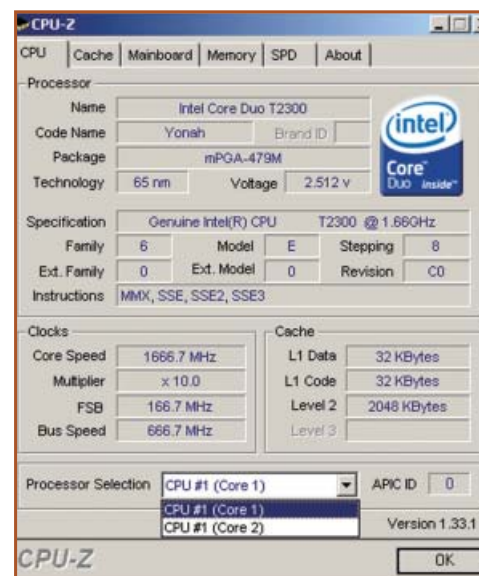 CPU-Z
CPU Cache Mainboard Memory SPD About
Processor
Name Intel Core Duo T2300
Code Name Yonah Brand ID
Package mPGA-479M
Technology 65 nm Voltage 2.512 v
intel
Core™
Duo inside™
Specification Genuine Intel(R) CPU T2300 @ 1.66GHz
Family 6 Model E Stepping 8
Ext. Family 0 Ext. Model 0 Revision C0
Instructions MMX, SSE, SSE2, SSE3
Clocks
Core Speed 1666.7 MHz
Multiplier x 10.0
FSB 166.7 MHz
Bus Speed 666.7 MHz
Cache
L1 Data 32 KBytes
L1 Code 32 KBytes
Level 2 2048 KBytes
Level 3
Processor Selection CPU #1 (Core 1) APIC ID 0
CPU #1 (Core 1)
CPU #1 (Core 2)
Version 1.33.1
CPU-Z OK